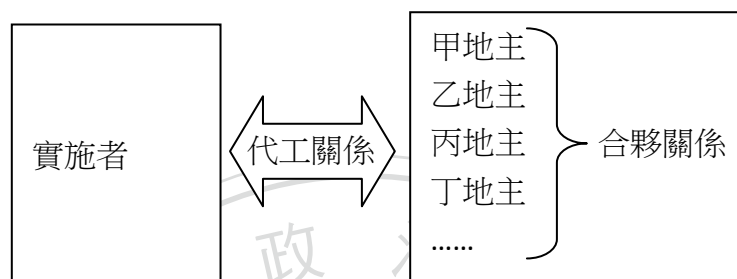 實施者
代工關係
甲地主
乙地主
丙地主
丁地主
......
合夥關係
政